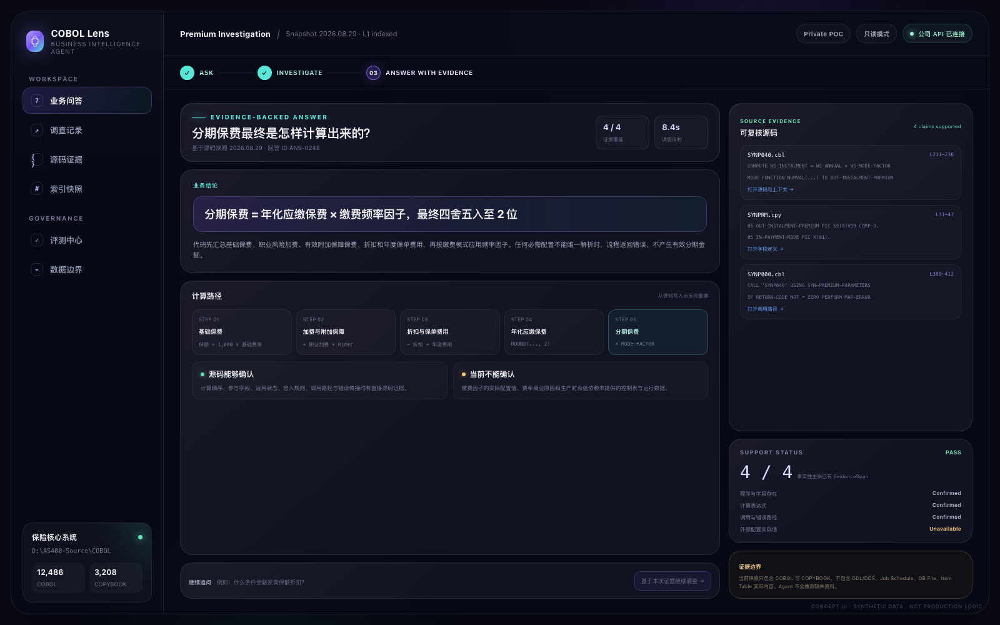 COBOL Lens
BUSINESS INTELLIGENCE
AGENT
WORKSPACE
? 业务问答
↗ 调查记录
{ } 源码证据
# 索引快照
GOVERNANCE
✓ 评测中心
⌁ 数据边界
保险核心系统
D:\AS400-Source\COBOL
12,486
COBOL
3,208
COPYBOOK
Premium Investigation / Snapshot 2026.08.29 · L1 indexed
Private POC
只读模式
公司 API 已连接
✓ ASK
✓ INVESTIGATE
03 ANSWER WITH EVIDENCE
EVIDENCE-BACKED ANSWER
分期保费最终是怎样计算出来的?
基于源码快照 2026.08.29 · 回答 ID ANS-0248
4 / 4
证据覆盖
8.4s
调查用时
业务结论
分期保费 = 年化应缴保费 × 缴费频率因子，最终四舍五入至 2 位
代码先汇总基础保费、职业风险加费、有效附加保障保费、折扣和年度保单费用，再按缴费模式应用频率因子。任何必需配置不能唯一解析时，流程返回错误，不产生有效分期金
额。
计算路径
从源码写入点反向重建
STEP 01
基础保费
保额 ÷ 1,000 × 基础费率
STEP 02
加费与附加保障
+ 职业加费 + Rider
STEP 03
折扣与保单费用
− 折扣 + 年度费用
STEP 04
年化应缴保费
ROUND(..., 2)
STEP 05
分期保费
× MODE-FACTOR
源码能够确认
计算顺序、参与字段、适用状态、舍入规则、调用路径与错误传播均有直接源码证据。
当前不能确认
缴费因子的实际配置值、费率商业原因和生产时点值依赖未提供的控制表与运行数据。
继续追问 例如：什么条件会触发高保额折扣?
基于本次证据继续调查 →
SOURCE EVIDENCE
可复核源码
4 claims supported
SYNP040.cbl
L211–236
COMPUTE WS-INSTALMENT = WS-ANNUAL * WS-MODE-FACTOR
MOVE FUNCTION NUMVAL(...) TO OUT-INSTALMENT-PREMIUM
打开源码与上下文 →
SYNPRM.cpy
L31–47
05 OUT-INSTALMENT-PREMIUM PIC S9(9)V99 COMP-3.
05 IN-PAYMENT-MODE PIC X(01).
打开字段定义 →
SYNP000.cbl
L389–412
CALL 'SYNP040' USING SYN-PREMIUM-PARAMETERS
IF RETURN-CODE NOT = ZERO PERFORM MAP-ERROR
打开调用路径 →
SUPPORT STATUS
PASS
4 / 4 事实性主张已有 EvidenceSpan
程序与字段存在 Confirmed
计算表达式 Confirmed
调用与错误路径 Confirmed
外部配置实际值 Unavailable
证据边界
当前快照只包含 COBOL 与 COPYBOOK，不包含 DDL/DDS、Job Schedule、DB File、Item
Table 实际内容。Agent 不会推测缺失资料。
CONCEPT UI · SYNTHETIC DATA · NOT PRODUCTION LOGIC